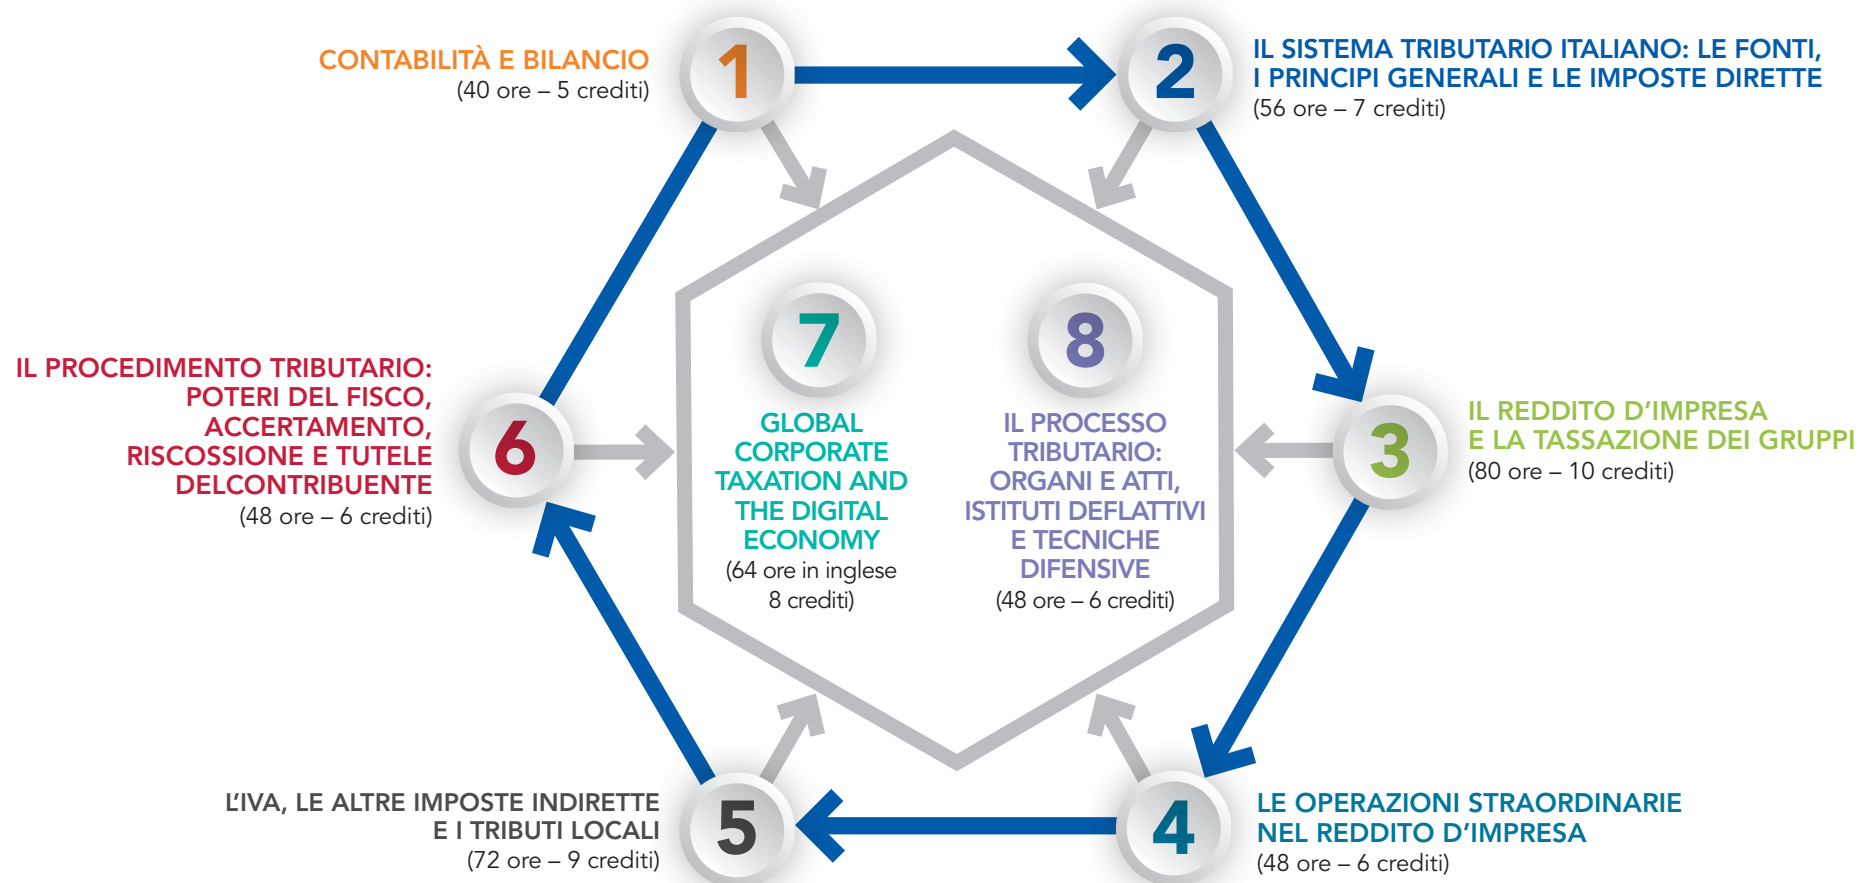 1
CONTABILITÀ E BILANCIO
(40 ore – 5 crediti)
2
IL SISTEMA TRIBUTARIO ITALIANO: LE FONTI,
I PRINCIPI GENERALI E LE IMPOSTE DIRETTE
(56 ore – 7 crediti)
3
IL REDDITO D'IMPRESA
E LA TASSAZIONE DEI GRUPPI
(80 ore – 10 crediti)
4
LE OPERAZIONI STRAORDINARIE
NEL REDDITO D'IMPRESA
(48 ore – 6 crediti)
5
L'IVA, LE ALTRE IMPOSTE INDIRETTE
E I TRIBUTI LOCALI
(72 ore – 9 crediti)
6
IL PROCEDIMENTO TRIBUTARIO:
POTERI DEL FISCO,
ACCERTAMENTO,
RISCOSSIONE E TUTELE
DELCONTRIBUENTE
(48 ore – 6 crediti)
7
GLOBAL
CORPORATE
TAXATION AND
THE DIGITAL
ECONOMY
(64 ore in inglese
8 crediti)
8
IL PROCESSO
TRIBUTARIO:
ORGANI E ATTI,
ISTITUTI DEFLATTIVI
E TECNICHE
DIFENSIVE
(48 ore – 6 crediti)